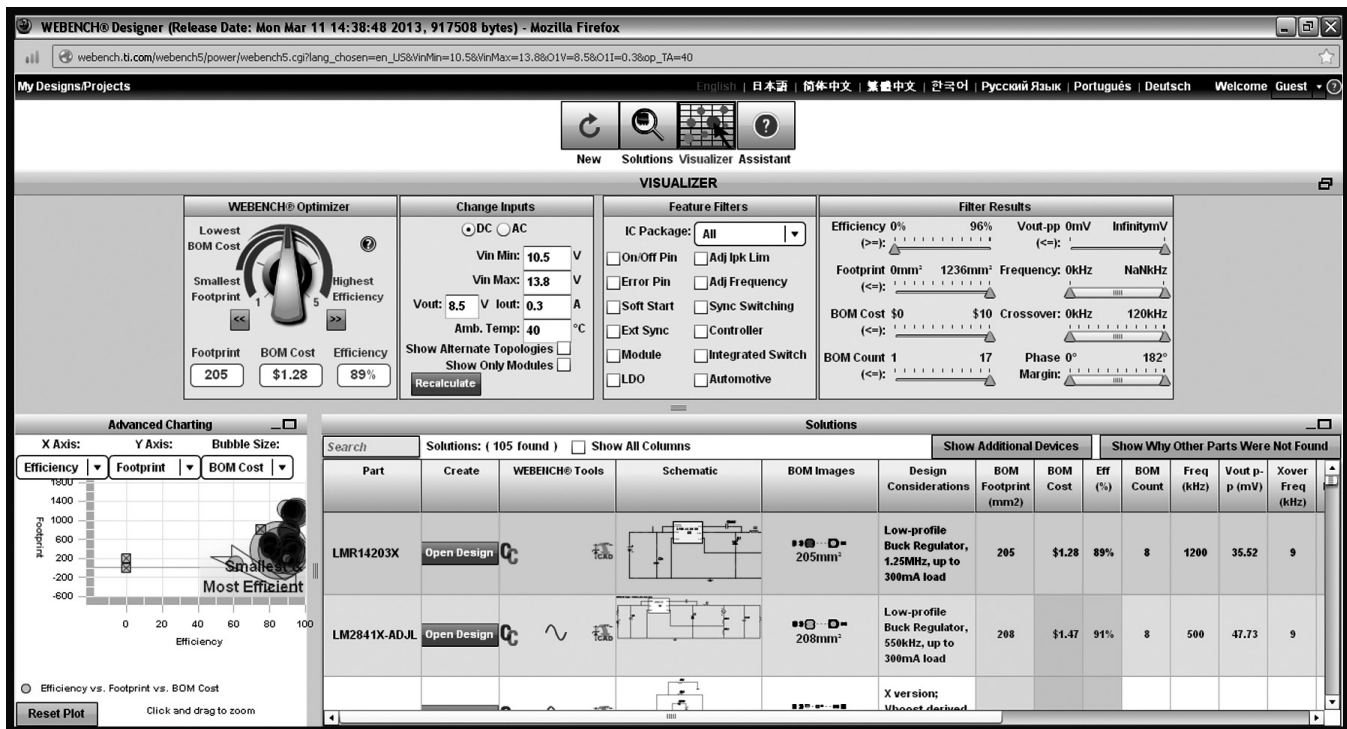 WEBENCH® Designer (Release Date: Mon Mar 11 14:38:48 2013, 917508 bytes) - Mozilla Firefox
webench.ti.com/webench5/power/webench5.cgi?lang_chosen=en_US&VinMin=10.5&VinMax=13.8&O1V=8.5&O1I=0.3&op_TA=40
My Designs/Projects English | 日本語 | 简体中文 | 繁體中文 | 한국어 | Русский Язык | Português | Deutsch Welcome Guest
New Solutions Visualizer Assistant
VISUALIZER
WEBENCH® Optimizer
Lowest
BOM Cost
Smallest
Footprint
1
5
Highest
Efficiency
<< >>
Footprint BOM Cost Efficiency
205 $1.28 89%
Change Inputs
DC AC
Vin Min: 10.5 V
Vin Max: 13.8 V
Vout: 8.5 V Iout: 0.3 A
Amb. Temp: 40 °C
Show Alternate Topologies
Show Only Modules
Recalculate
Feature Filters
IC Package: All
On/Off Pin Adj Ipk Lim
Error Pin Adj Frequency
Soft Start Sync Switching
Ext Sync Controller
Module Integrated Switch
LDO Automotive
Filter Results
Efficiency 0% 96% Vout-pp 0mV InfinitymV
(>=): (<=):
Footprint 0mm² 1236mm² Frequency: 0kHz NaNkHz
(<=):
BOM Cost $0 $10 Crossover: 0kHz 120kHz
(<=):
BOM Count 1 17 Phase 0° 182°
(<=): Margin:
Advanced Charting
X Axis: Y Axis: Bubble Size:
Efficiency Footprint BOM Cost
1800
1400
1000
600
200
-200
-600
Footprint
Smallest &
Most Efficient
0 20 40 60 80 100
Efficiency
Efficiency vs. Footprint vs. BOM Cost
Reset Plot Click and drag to zoom
Solutions
Search Solutions: ( 105 found ) Show All Columns Show Additional Devices Show Why Other Parts Were Not Found
Part Create WEBENCH® Tools Schematic BOM Images Design BOM BOM Eff BOM Freq Vout p- Xover
Considerations Footprint Cost (%) Count (kHz) p (mV) Freq
(mm2) (kHz)
LMR14203X Open Design CAD 205mm² Low-profile
Buck Regulator,
1.25MHz, up to
300mA load
205 $1.28 89% 8 1200 35.52 9
LM2841X-ADJL Open Design CAD 208mm² Low-profile
Buck Regulator,
550kHz, up to
300mA load
208 $1.47 91% 8 500 47.73 9
X version;
Vboost derived